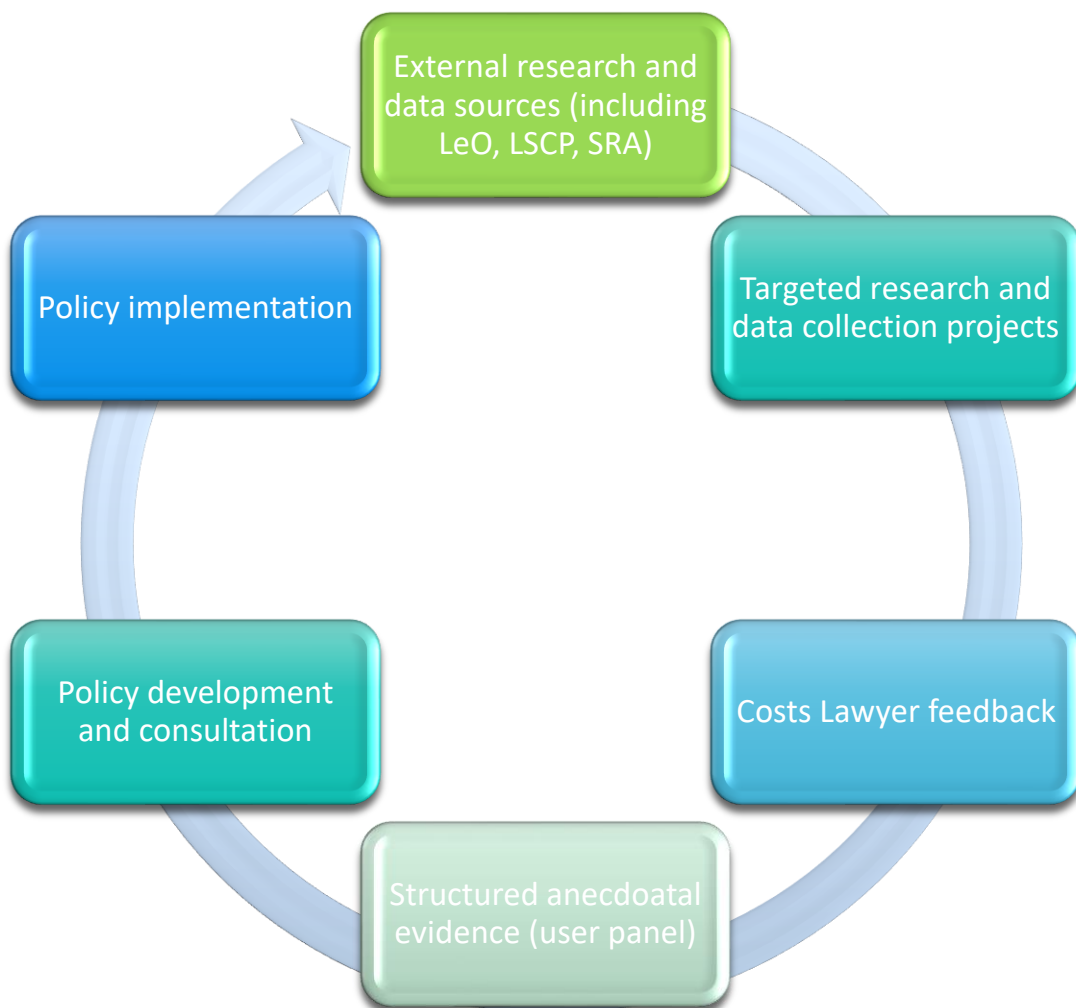 External research and
data sources (including
LeO, LSCP, SRA)
Targeted research and
data collection projects
Costs Lawyer feedback
Structured anecdoatal
evidence (user panel)
Policy development
and consultation
Policy implementation